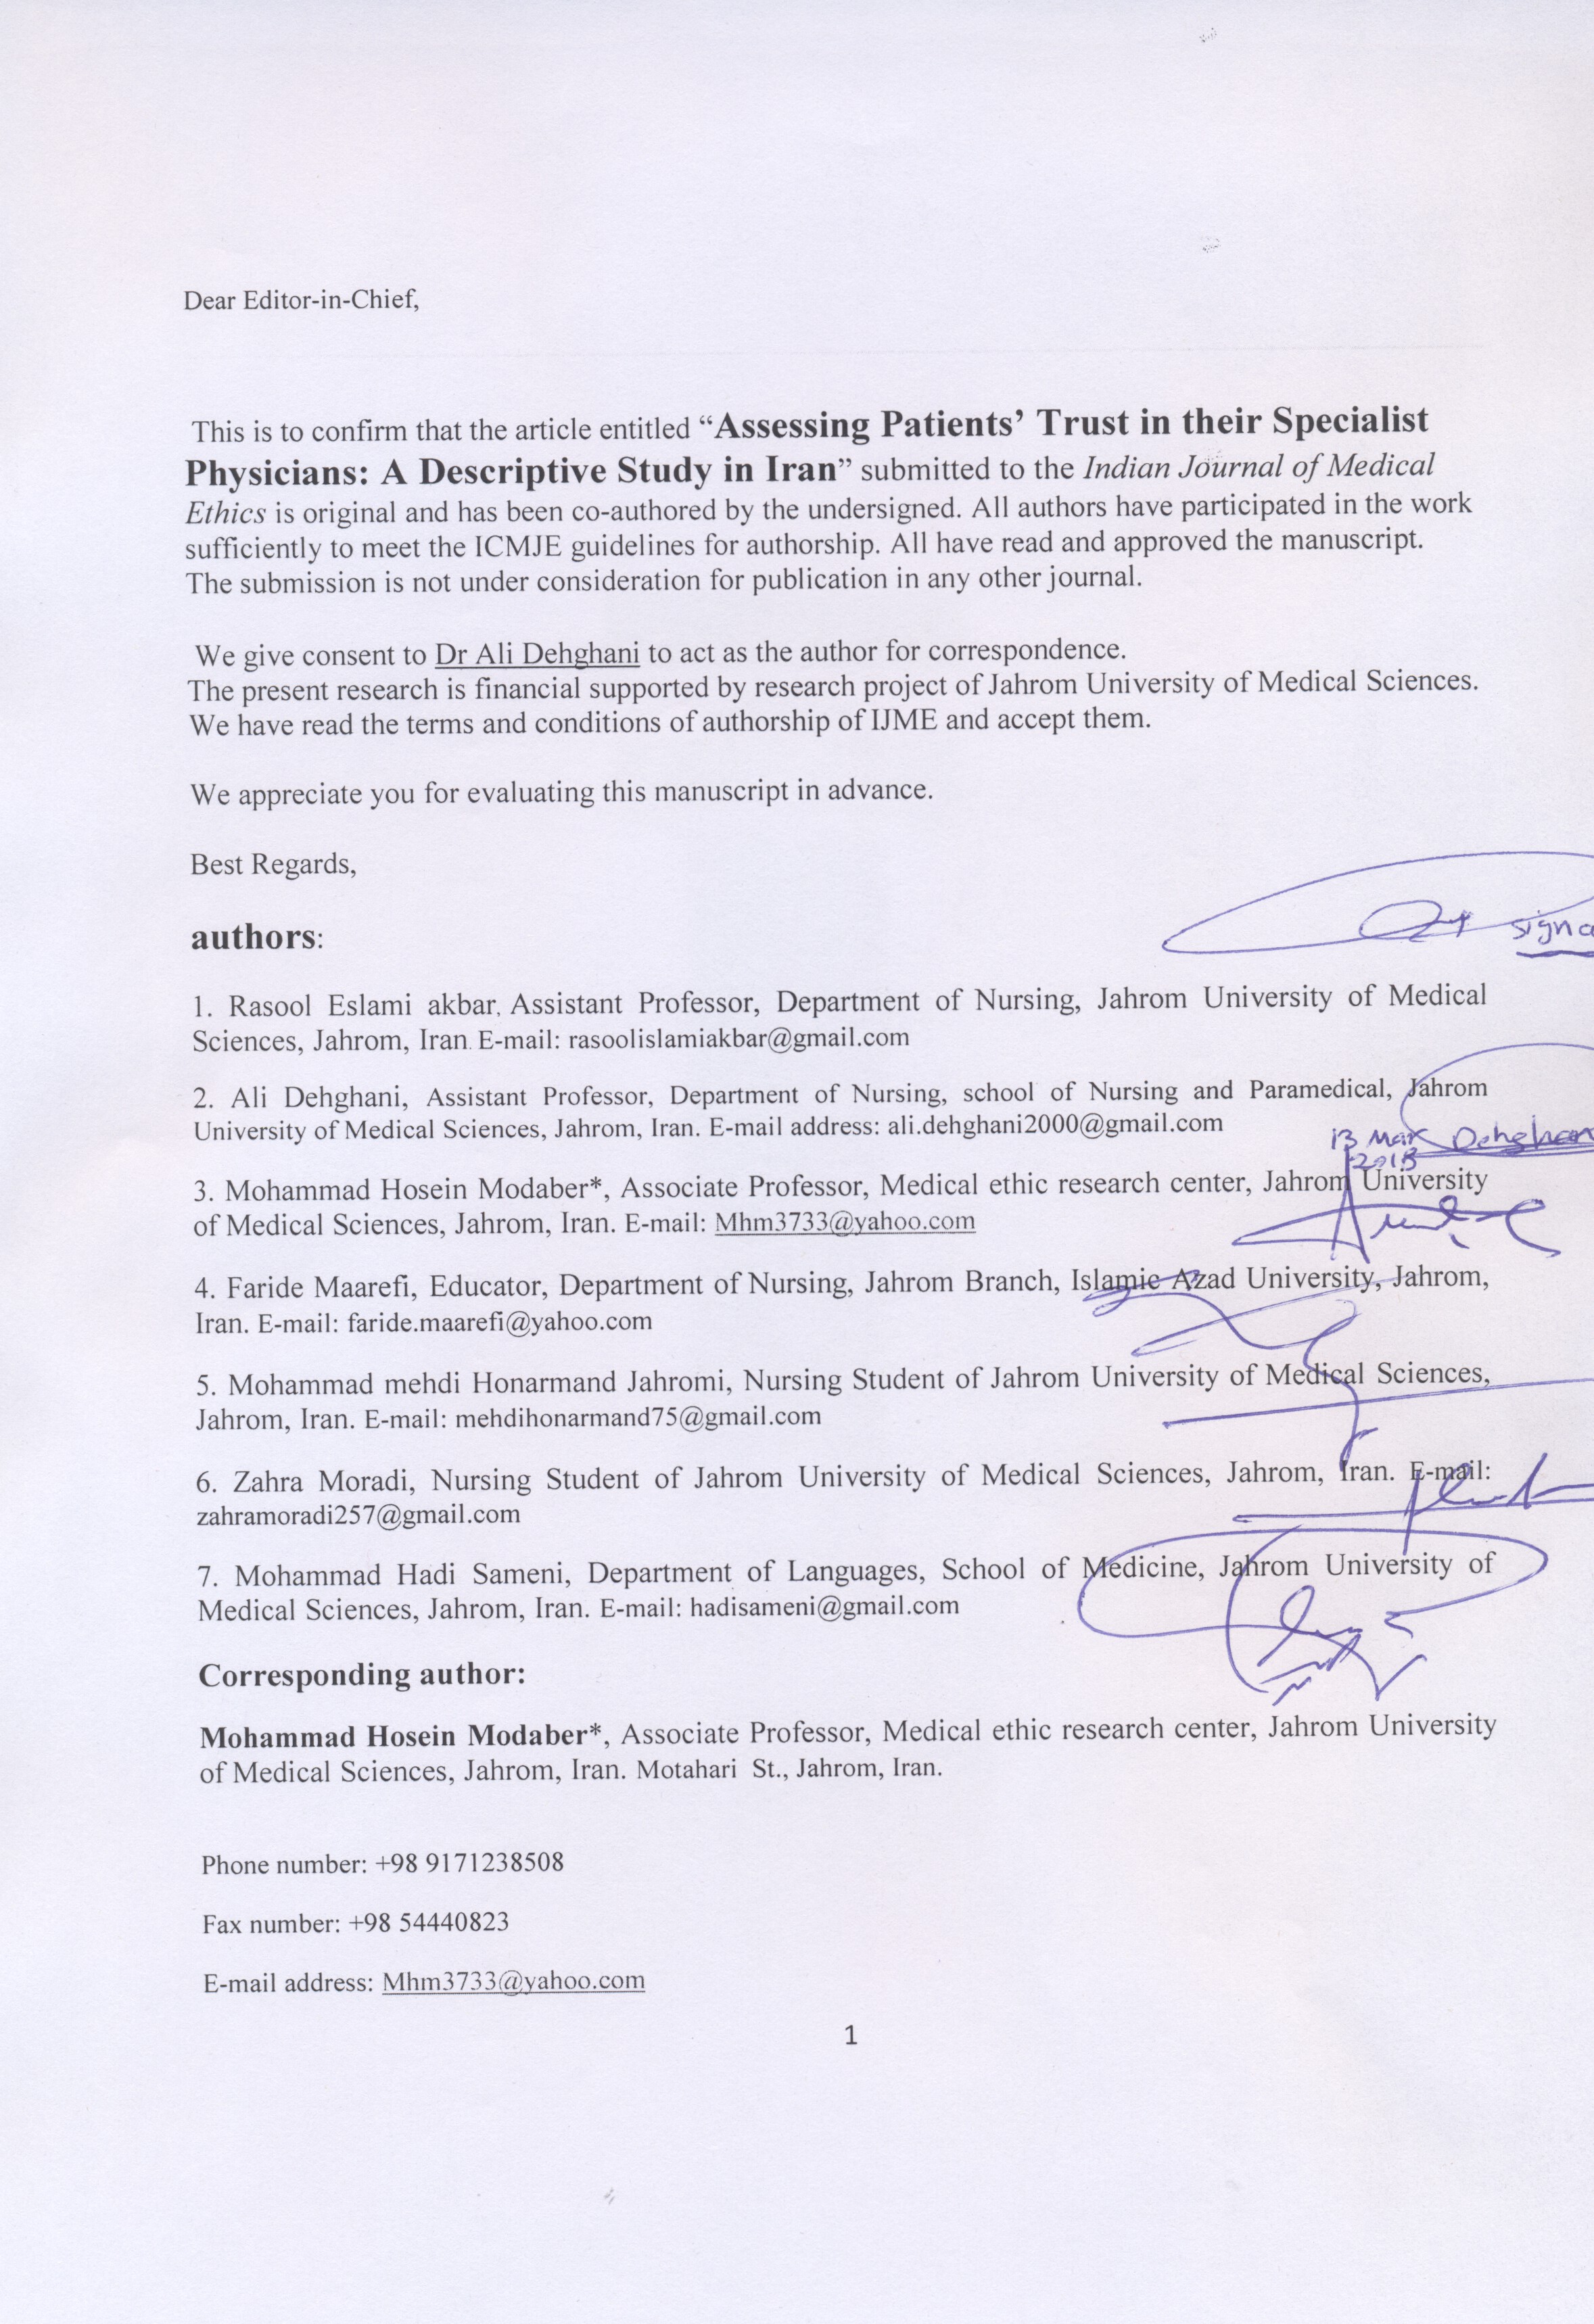 Dear Editor-in-Chief,
This is to confirm that the article entitled “Assessing Patients’ Trust in their Specialist
Physicians: A Descriptive Study in Iran” submitted to the Indian Journal of Medical
Ethics is original and has been co-authored by the undersigned. All authors have participated in the work
sufficiently to meet the ICMJE guidelines for authorship. All have read and approved the manuscript.
The submission is not under consideration for publication in any other journal.
We give consent to Dr Ali Dehghani to act as the author for correspondence.
The present research is financial supported by research project of Jahrom University of Medical Sciences.
We have read the terms and conditions of authorship of IJME and accept them.
We appreciate you for evaluating this manuscript in advance.
Best Regards,
authors:
1. Rasool Eslami akbar, Assistant Professor, Department of Nursing, Jahrom University of Medical
Sciences, Jahrom, Iran. E-mail: rasoolislamiakbar@gmail.com
2. Ali Dehghani, Assistant Professor, Department of Nursing, school of Nursing and Paramedical, Jahrom
University of Medical Sciences, Jahrom, Iran. E-mail address: ali.dehghani2000@gmail.com
13 Mar Dehghan
2018
3. Mohammad Hosein Modaber*, Associate Professor, Medical ethic research center, Jahrom University
of Medical Sciences, Jahrom, Iran. E-mail: Mhm3733@yahoo.com
4. Faride Maarefi, Educator, Department of Nursing, Jahrom Branch, Islamic Azad University, Jahrom,
Iran. E-mail: faride.maarefi@yahoo.com
5. Mohammad mehdi Honarmand Jahromi, Nursing Student of Jahrom University of Medical Sciences,
Jahrom, Iran. E-mail: mehdihonarmand75@gmail.com
6. Zahra Moradi, Nursing Student of Jahrom University of Medical Sciences, Jahrom, Iran. E-mail:
zahramoradi257@gmail.com
7. Mohammad Hadi Sameni, Department of Languages, School of Medicine, Jahrom University of
Medical Sciences, Jahrom, Iran. E-mail: hadisameni@gmail.com
Corresponding author:
Mohammad Hosein Modaber*, Associate Professor, Medical ethic research center, Jahrom University
of Medical Sciences, Jahrom, Iran. Motahari St., Jahrom, Iran.
Phone number: +98 9171238508
Fax number: +98 54440823
E-mail address: Mhm3733@yahoo.com
1